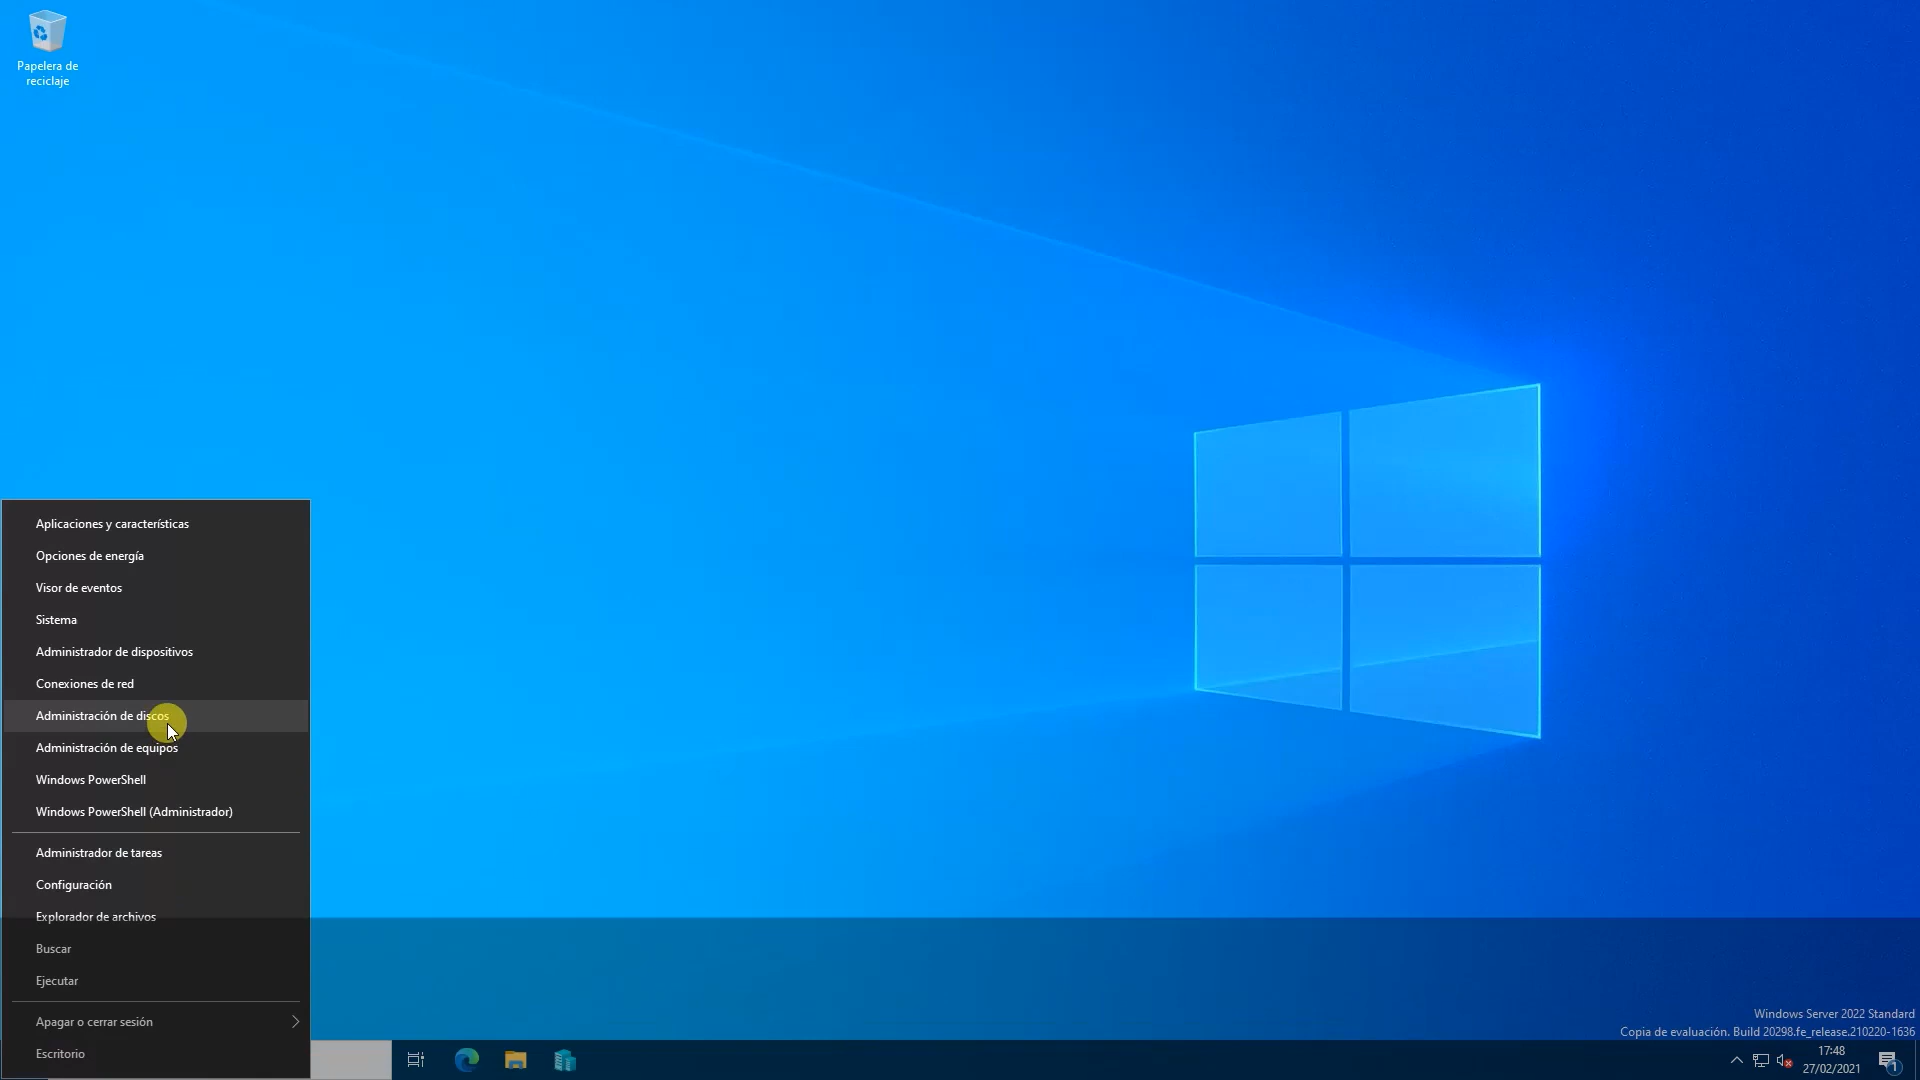 Papelera de
reciclaje
Aplicaciones y características
Opciones de energía
Visor de eventos
Sistema
Administrador de dispositivos
Conexiones de red
Administración de discos
Administración de equipos
Windows PowerShell
Windows PowerShell (Administrador)
Administrador de tareas
Configuración
Explorador de archivos
Buscar
Ejecutar
Apagar o cerrar sesión
Escritorio
Windows Server 2022 Standard
Copia de evaluación. Build 20298.fe_release.210220-1636
17:48
27/02/2021
1